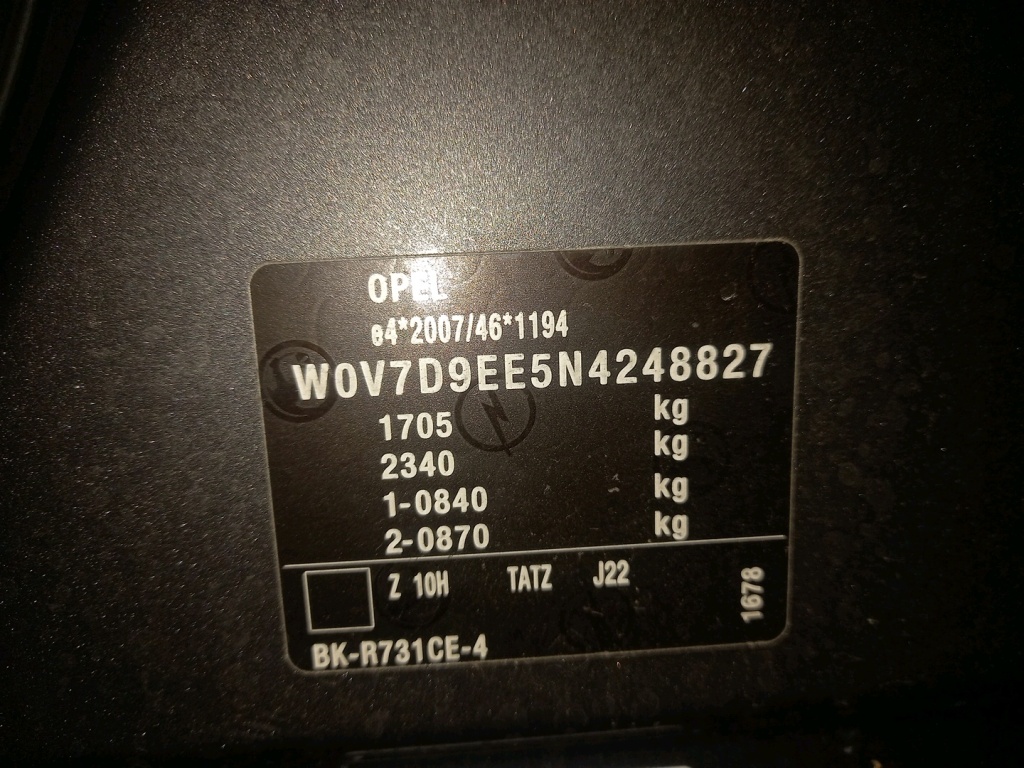 OPEL
e4*2007/46*1194
W0V7D9EE5N4248827
1705 kg
2340 kg
1-0840 kg
2-0870 kg
Z 10H TATZ J22
1678
BK-R731CE-4